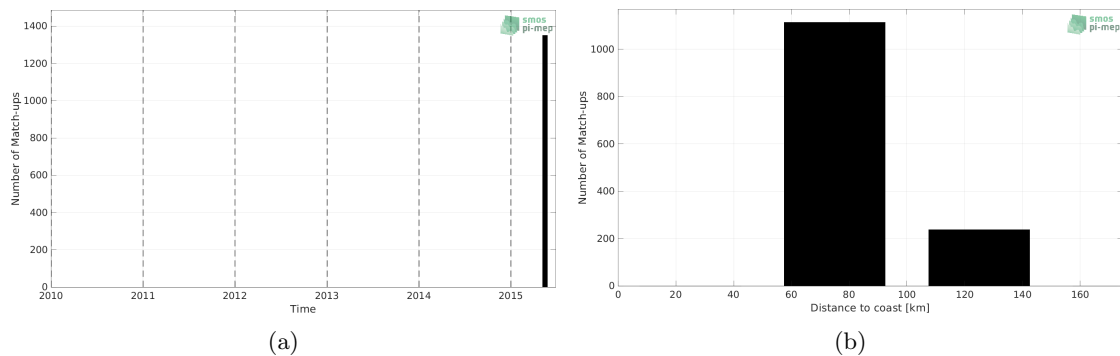 smos
pi-mep
1400
1200
1000
800
600
400
200
0
Number of Match-ups
2010 2011 2012 2013 2014 2015
Time
(a)
smos
pi-mep
1000
800
600
400
200
0
Number of Match-ups
0 20 40 60 80 100 120 140 160
Distance to coast [km]
(b)